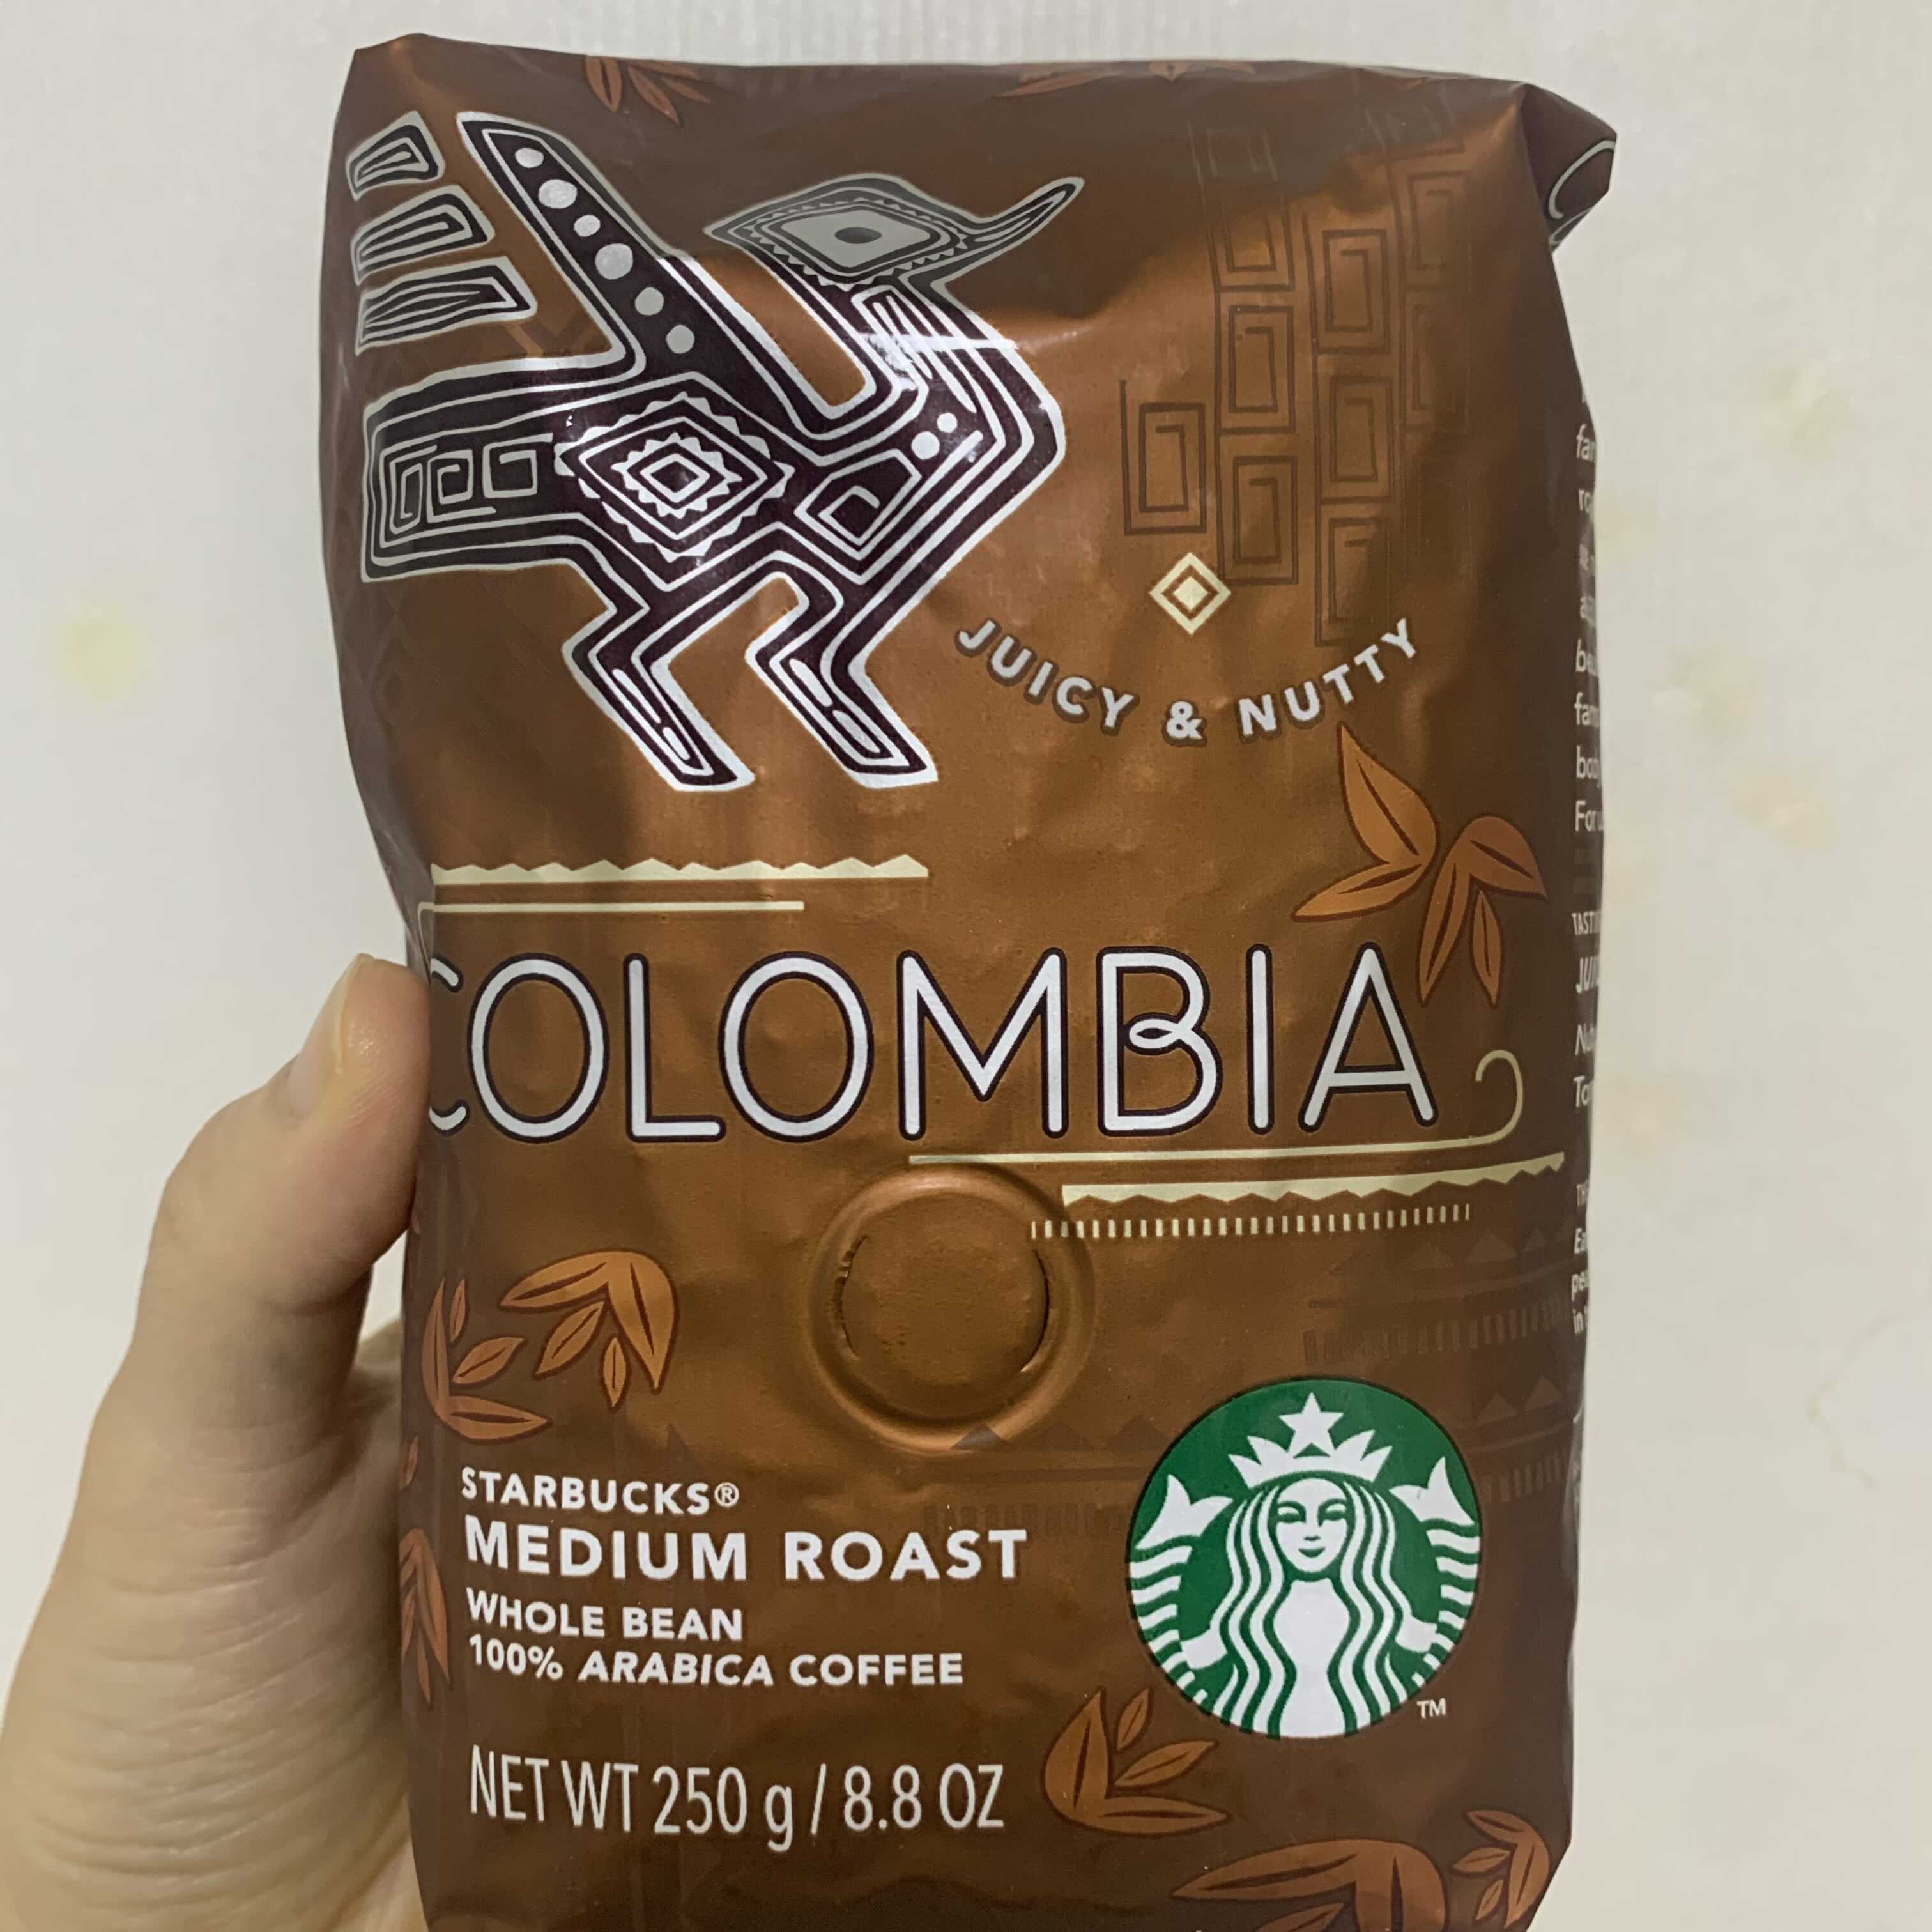 JUICY & NUTTY
COLOMBIA
STARBUCKS®
MEDIUM ROAST
WHOLE BEAN
100% ARABICA COFFEE
NET WT 250 g / 8.8 OZ
TM